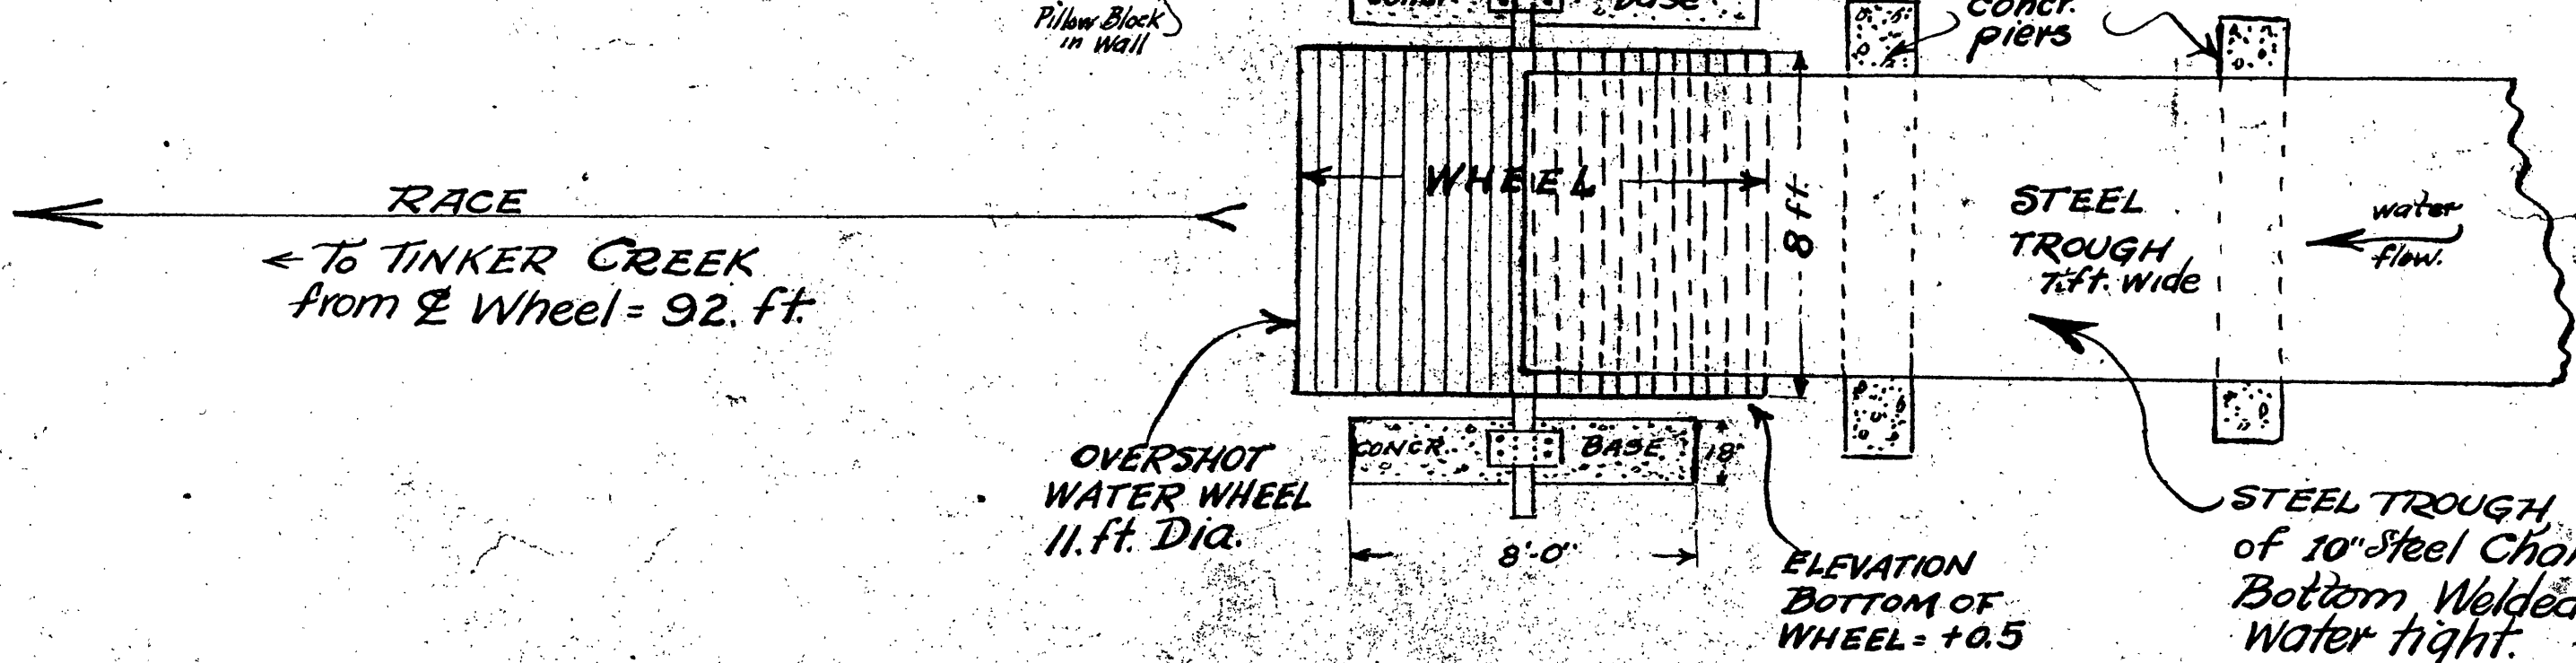 Pillow Block
in Wall
BASE
Concr.
piers
WHEEL
8 ft.
RACE
← To TINKER CREEK
from ℄ Wheel = 92. ft.
STEEL
TROUGH
7.ft. wide
water
flow.
OVERSHOT
WATER WHEEL
11. ft. Dia.
CONCR. BASE
18"
8'-0"
ELEVATION
BOTTOM OF
WHEEL = +0.5
STEEL TROUGH
of 10" Steel
Bottom Welded
Water tight.